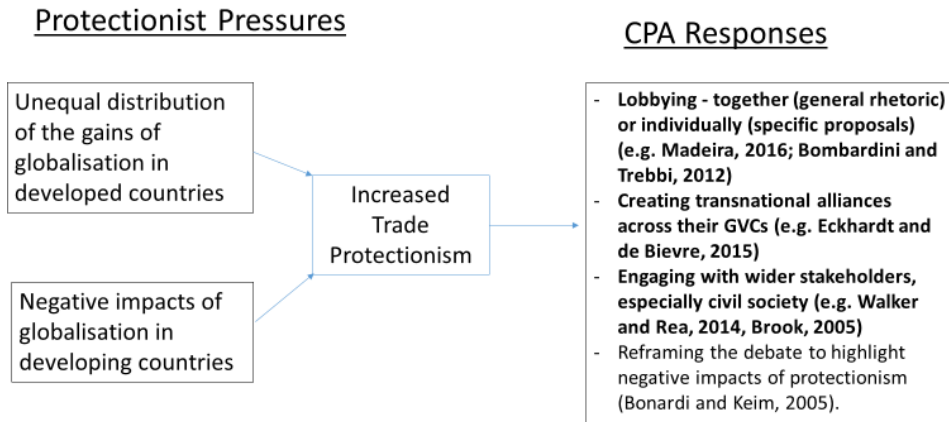 Protectionist Pressures
CPA Responses
Unequal distribution
of the gains of
globalisation in
developed countries
Negative impacts of
globalisation in
developing countries
Increased
Trade
Protectionism
- Lobbying - together (general rhetoric)
or individually (specific proposals)
(e.g. Madeira, 2016; Bombardini and
Trebbi, 2012)
- Creating transnational alliances
across their GVCs (e.g. Eckhardt and
de Bievre, 2015)
- Engaging with wider stakeholders,
especially civil society (e.g. Walker
and Rea, 2014, Brook, 2005)
- Reframing the debate to highlight
negative impacts of protectionism
(Bonardi and Keim, 2005).